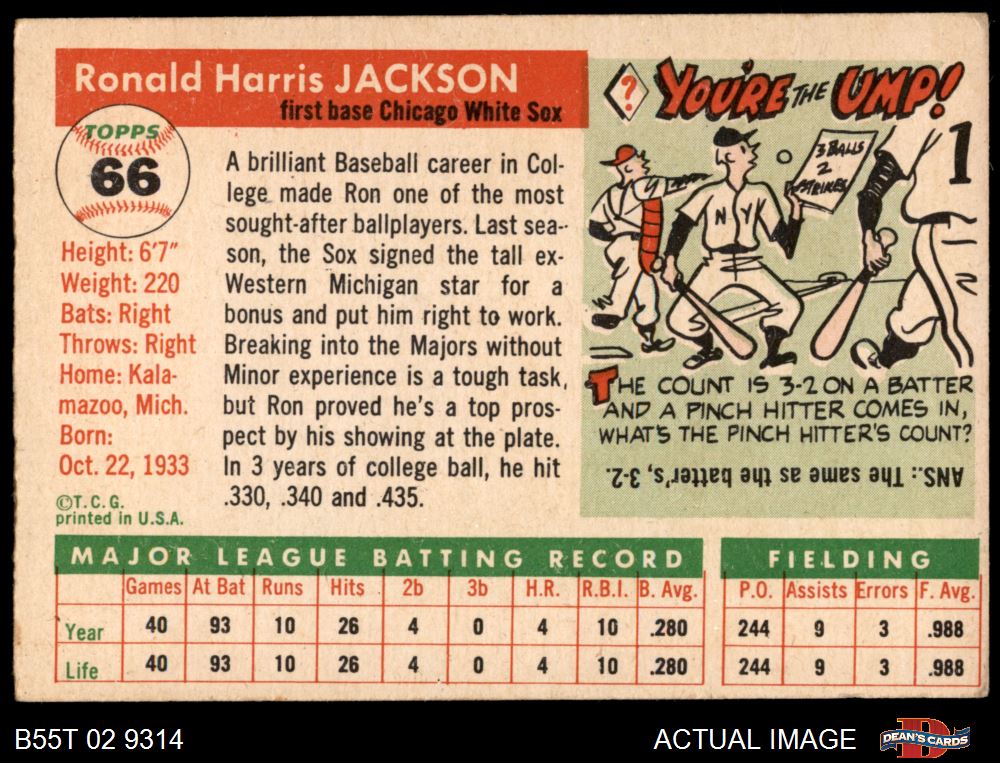 Ronald Harris JACKSON
first base Chicago White Sox
TOPPS
66
Height: 6'7"
Weight: 220
Bats: Right
Throws: Right
Home: Kala-
mazoo, Mich.
Born:
Oct. 22, 1933
©T.C.G.
printed in U.S.A.
A brilliant Baseball career in Col-
lege made Ron one of the most
sought-after ballplayers. Last sea-
son, the Sox signed the tall ex-
Western Michigan star for a
bonus and put him right to work.
Breaking into the Majors without
Minor experience is a tough task,
but Ron proved he's a top pros-
pect by his showing at the plate.
In 3 years of college ball, he hit
.330, .340 and .435.
? YOU'RE THE UMP!
3 BALLS
2
STRIKES
N Y
1
THE COUNT IS 3-2 ON A BATTER
AND A PINCH HITTER COMES IN,
WHAT'S THE PINCH HITTER'S COUNT?
ANS.: The same as the batter's, 3-2.
MAJOR LEAGUE BATTING RECORD FIELDING
Games At Bat Runs Hits 2b 3b H.R. R.B.I. B. Avg. P.O. Assists Errors F. Avg.
Year 40 93 10 26 4 0 4 10 .280 244 9 3 .988
Life 40 93 10 26 4 0 4 10 .280 244 9 3 .988
B55T 02 9314 ACTUAL IMAGE
D
DEAN'S CARDS